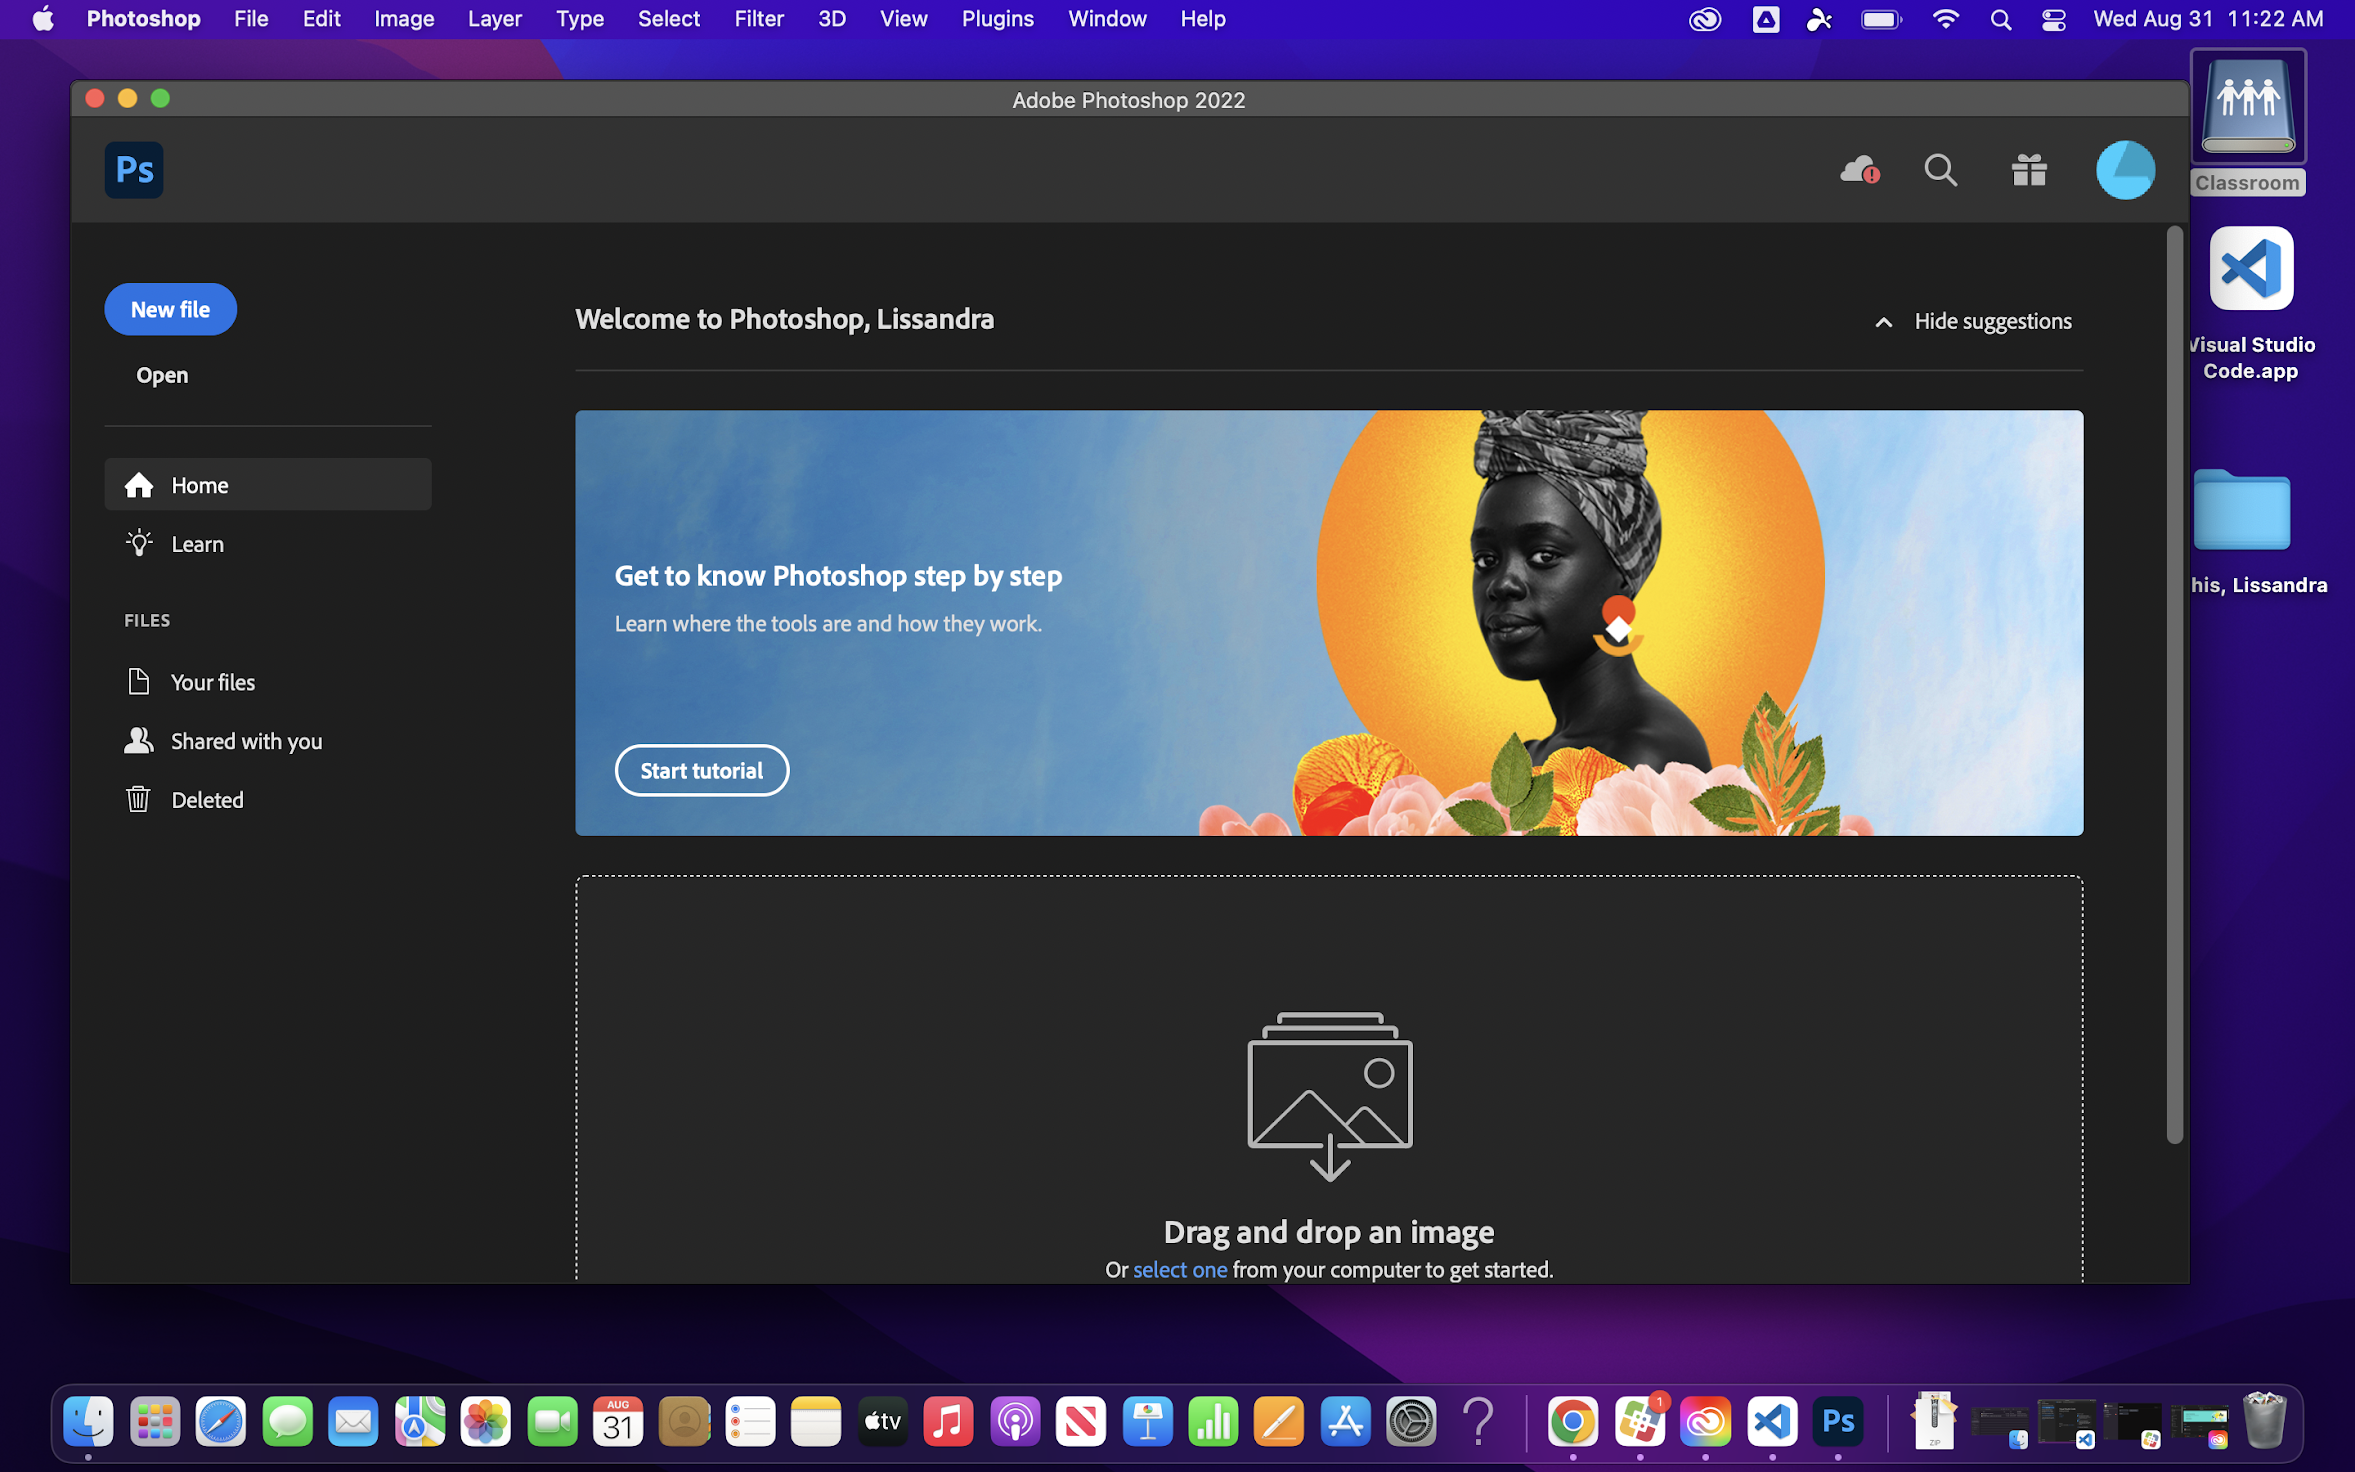 Photoshop File Edit Image Layer Type Select Filter 3D View Plugins Window Help Wed Aug 31 11:22 AM
Adobe Photoshop 2022
Ps
Classroom
New file
Open
Home
Learn
FILES
Your files
Shared with you
Deleted
Welcome to Photoshop, Lissandra
Hide suggestions
Get to know Photoshop step by step
Learn where the tools are and how they work.
Start tutorial
Drag and drop an image
Or select one from your computer to get started.
Visual Studio
Code.app
his, Lissandra
AUG
31
tv
1
Ps
ZIP